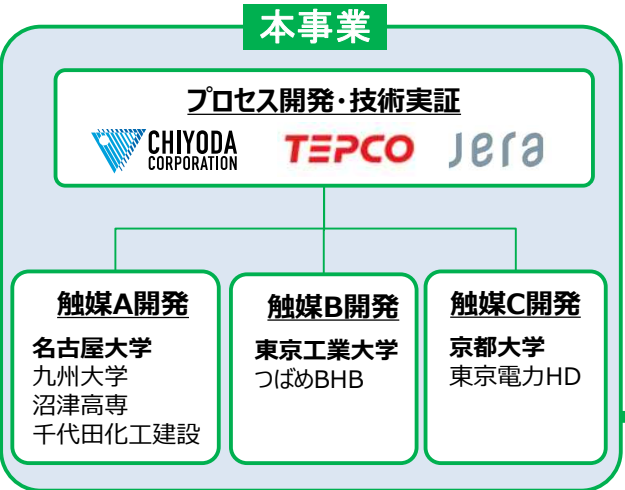 本事業
プロセス開発・技術実証
CHIYODA
CORPORATION
TEPCO
Jera
触媒A開発
名古屋大学
九州大学
沼津高専
千代田化工建設
触媒B開発
東京工業大学
つばめBHB
触媒C開発
京都大学
東京電力HD